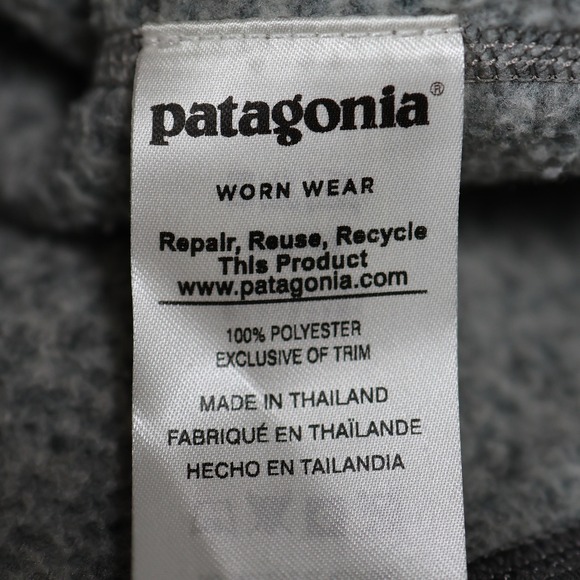 patagonia®
WORN WEAR
Repair, Reuse, Recycle
This Product
www.patagonia.com
100% POLYESTER
EXCLUSIVE OF TRIM
MADE IN THAILAND
FABRIQUÉ EN THAÏLANDE
HECHO EN TAILANDIA